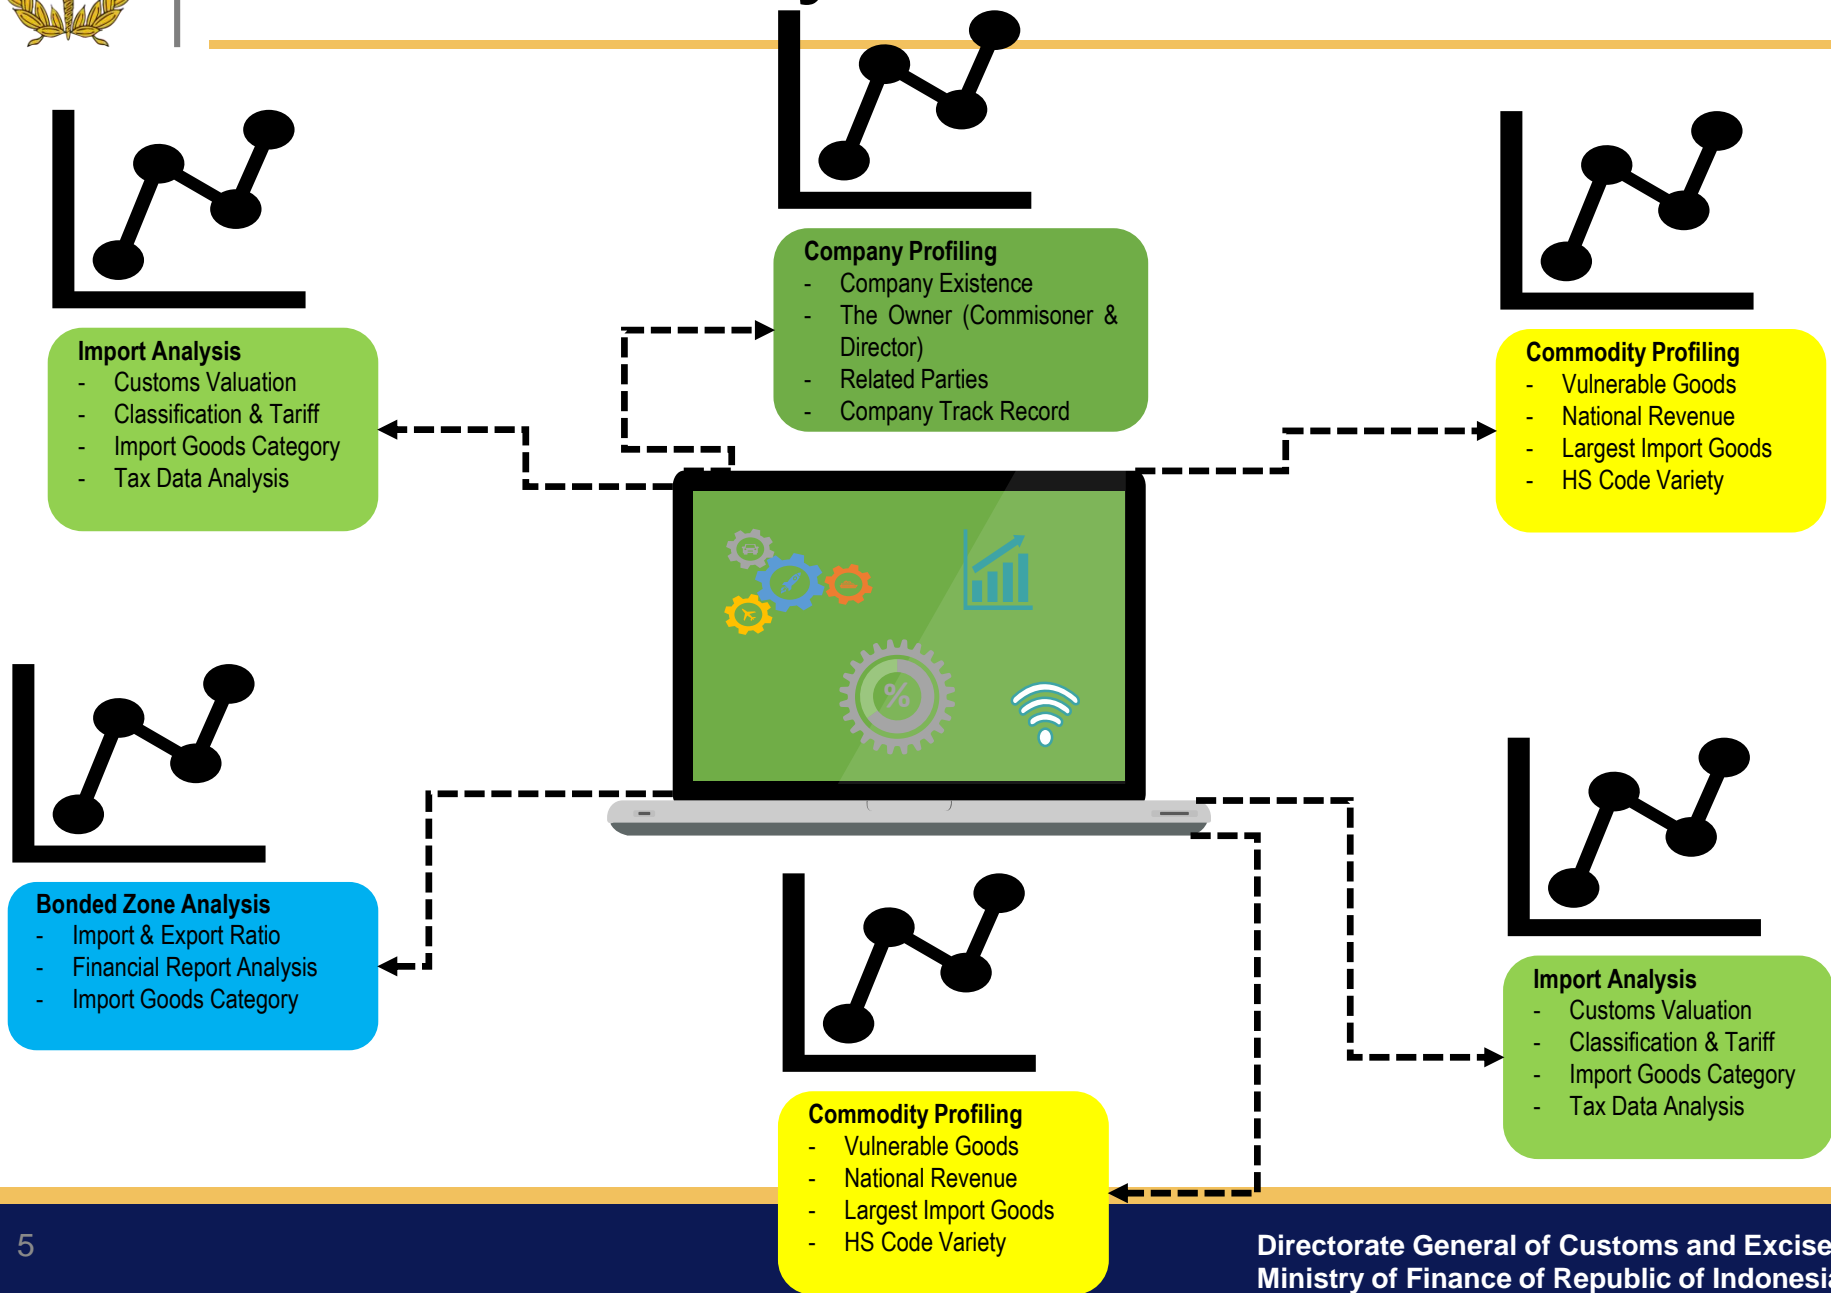 Company Profiling
- Company Existence
- The Owner (Commisoner &
Director)
- Related Parties
- Company Track Record
Import Analysis
- Customs Valuation
- Classification & Tariff
- Import Goods Category
- Tax Data Analysis
Commodity Profiling
- Vulnerable Goods
- National Revenue
- Largest Import Goods
- HS Code Variety
%
Bonded Zone Analysis
- Import & Export Ratio
- Financial Report Analysis
- Import Goods Category
Import Analysis
- Customs Valuation
- Classification & Tariff
- Import Goods Category
- Tax Data Analysis
Commodity Profiling
- Vulnerable Goods
- National Revenue
- Largest Import Goods
- HS Code Variety
5
Directorate General of Customs and Excise
Ministry of Finance of Republic of Indonesia